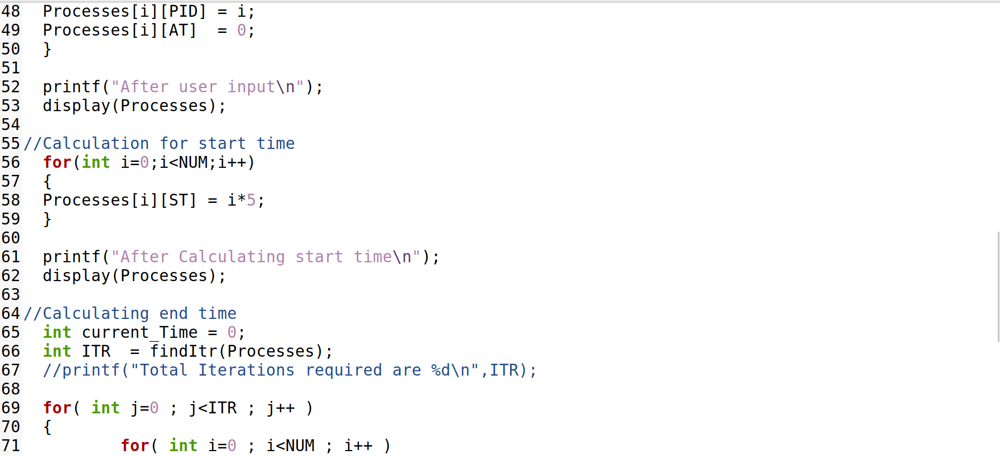 48 Processes[i][PID] = i;
49 Processes[i][AT]  = 0;
50 }
51
52 printf("After user input\n");
53 display(Processes);
54
55 //Calculation for start time
56 for(int i=0;i<NUM;i++)
57 {
58 Processes[i][ST] = i*5;
59 }
60
61 printf("After Calculating start time\n");
62 display(Processes);
63
64 //Calculating end time
65 int current_Time = 0;
66 int ITR  = findItr(Processes);
67 //printf("Total Iterations required are %d\n",ITR);
68
69 for( int j=0 ; j<ITR ; j++ )
70 {
71         for( int i=0 ; i<NUM ; i++ )